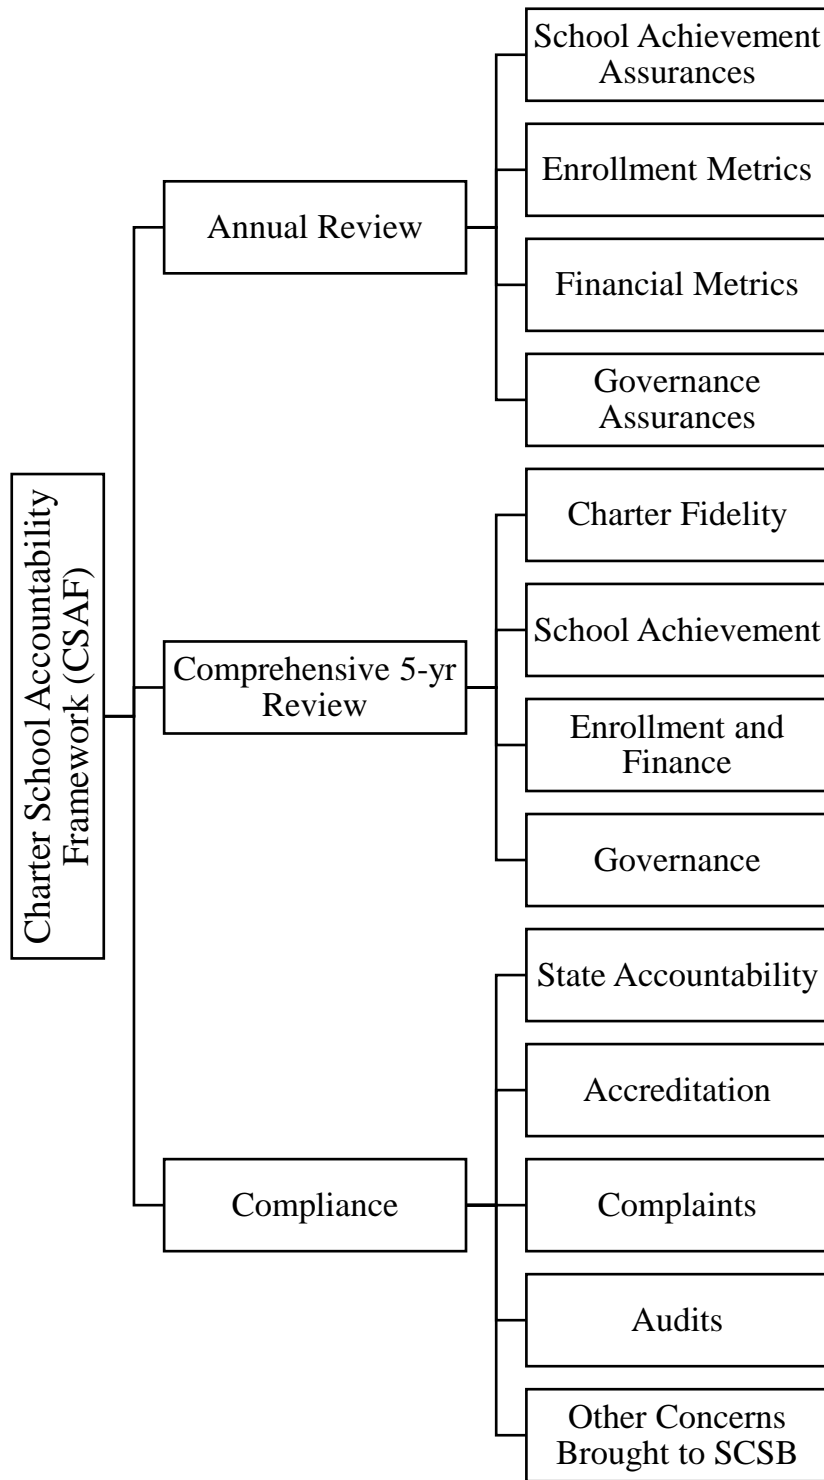 School Achievement
Assurances
Enrollment Metrics
Annual Review
Financial Metrics
Governance
Assurances
Charter School Accountability
Framework (CSAF)
Charter Fidelity
School Achievement
Comprehensive 5-yr
Review
Enrollment and
Finance
Governance
State Accountability
Accreditation
Compliance
Complaints
Audits
Other Concerns
Brought to SCSB